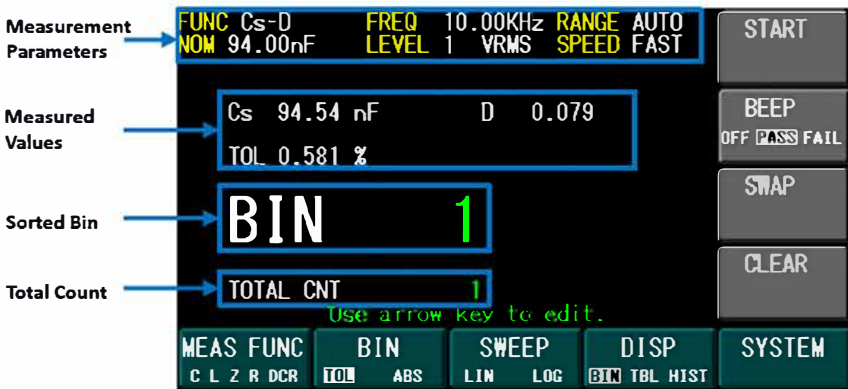 Measurement Parameters
FUNC Cs-D FREQ 10.00KHz RANGE AUTO
NOM 94.00nF LEVEL 1 VRMS SPEED FAST
START
Measured Values
Cs 94.54 nF D 0.079
TOL 0.581 %
BEEP
OFF PASS FAIL
Sorted Bin
BIN 1
SWAP
Total Count
TOTAL CNT 1
CLEAR
Use arrow key to edit.
MEAS FUNC BIN SWEEP DISP SYSTEM
C L Z R DCR TOL ABS LIN LOG BIN TBL HIST